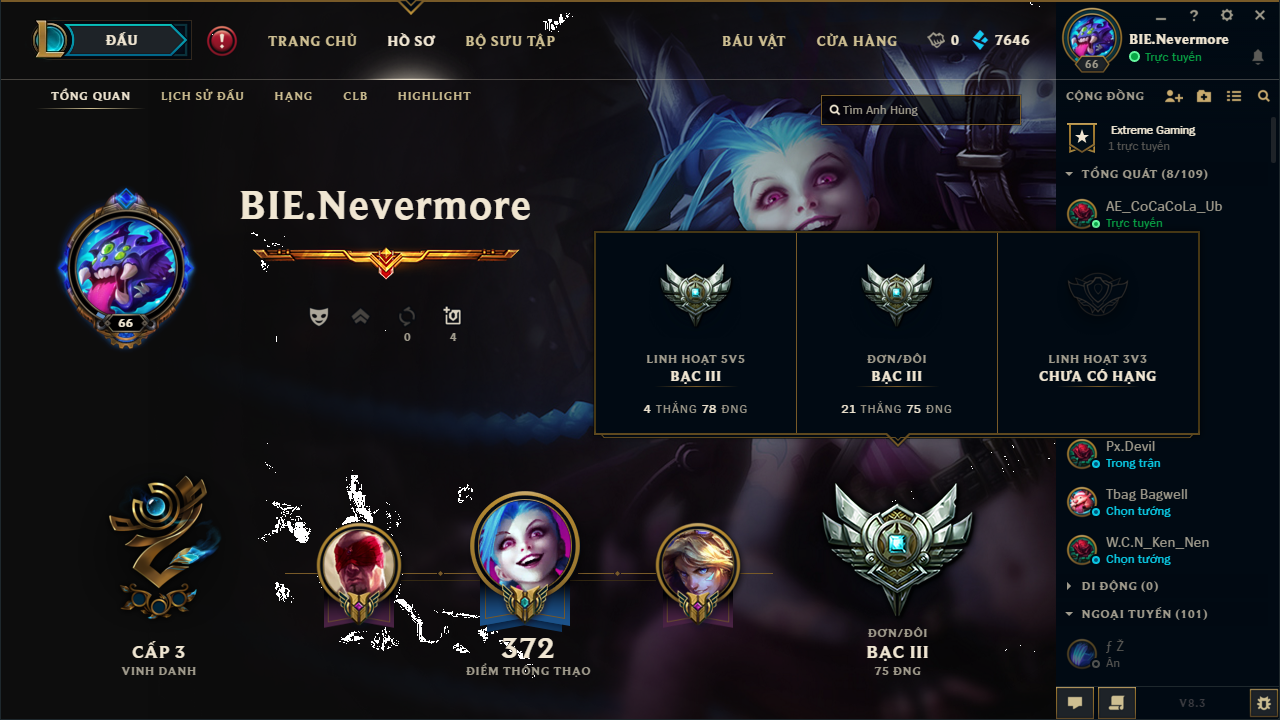 ĐẤU
TRANG CHỦ
HỒ SƠ
BỘ SƯU TẬP
BÁU VẬT
CỬA HÀNG
0
7646
BIE.Nevermore
Trực tuyến
66
TỔNG QUAN
LỊCH SỬ ĐẤU
HẠNG
CLB
HIGHLIGHT
Tìm Anh Hùng
CỘNG ĐỒNG
Extreme Gaming
1 trực tuyến
TỔNG QUÁT (8/109)
AE_CoCaCoLa_Ub
Trực tuyến
BIE.Nevermore
66
0
4
LINH HOẠT 5V5
BẠC III
4 THẮNG 78 ĐNG
ĐƠN/ĐÔI
BẠC III
21 THẮNG 75 ĐNG
LINH HOẠT 3V3
CHƯA CÓ HẠNG
Px.Devil
Trong trận
Tbag Bagwell
Chọn tướng
W.C.N_Ken_Nen
Chọn tướng
DI ĐỘNG (0)
NGOẠI TUYẾN (101)
ƒ Ž
Ẩn
CẤP 3
VINH DANH
372
ĐIỂM THÔNG THẠO
ĐƠN/ĐÔI
BẠC III
75 ĐNG
V8.3